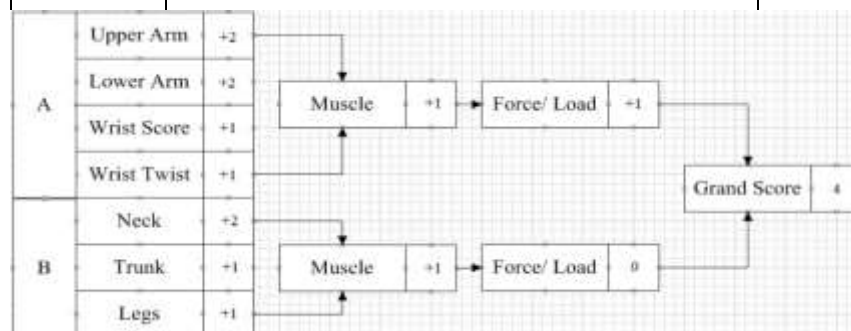 A
Upper Arm +2
Lower Arm +2
Wrist Score +1
Wrist Twist +1
Muscle +1
Force/ Load +1
Grand Score 4
B
Neck +2
Trunk +1
Legs +1
Muscle +1
Force/ Load 0